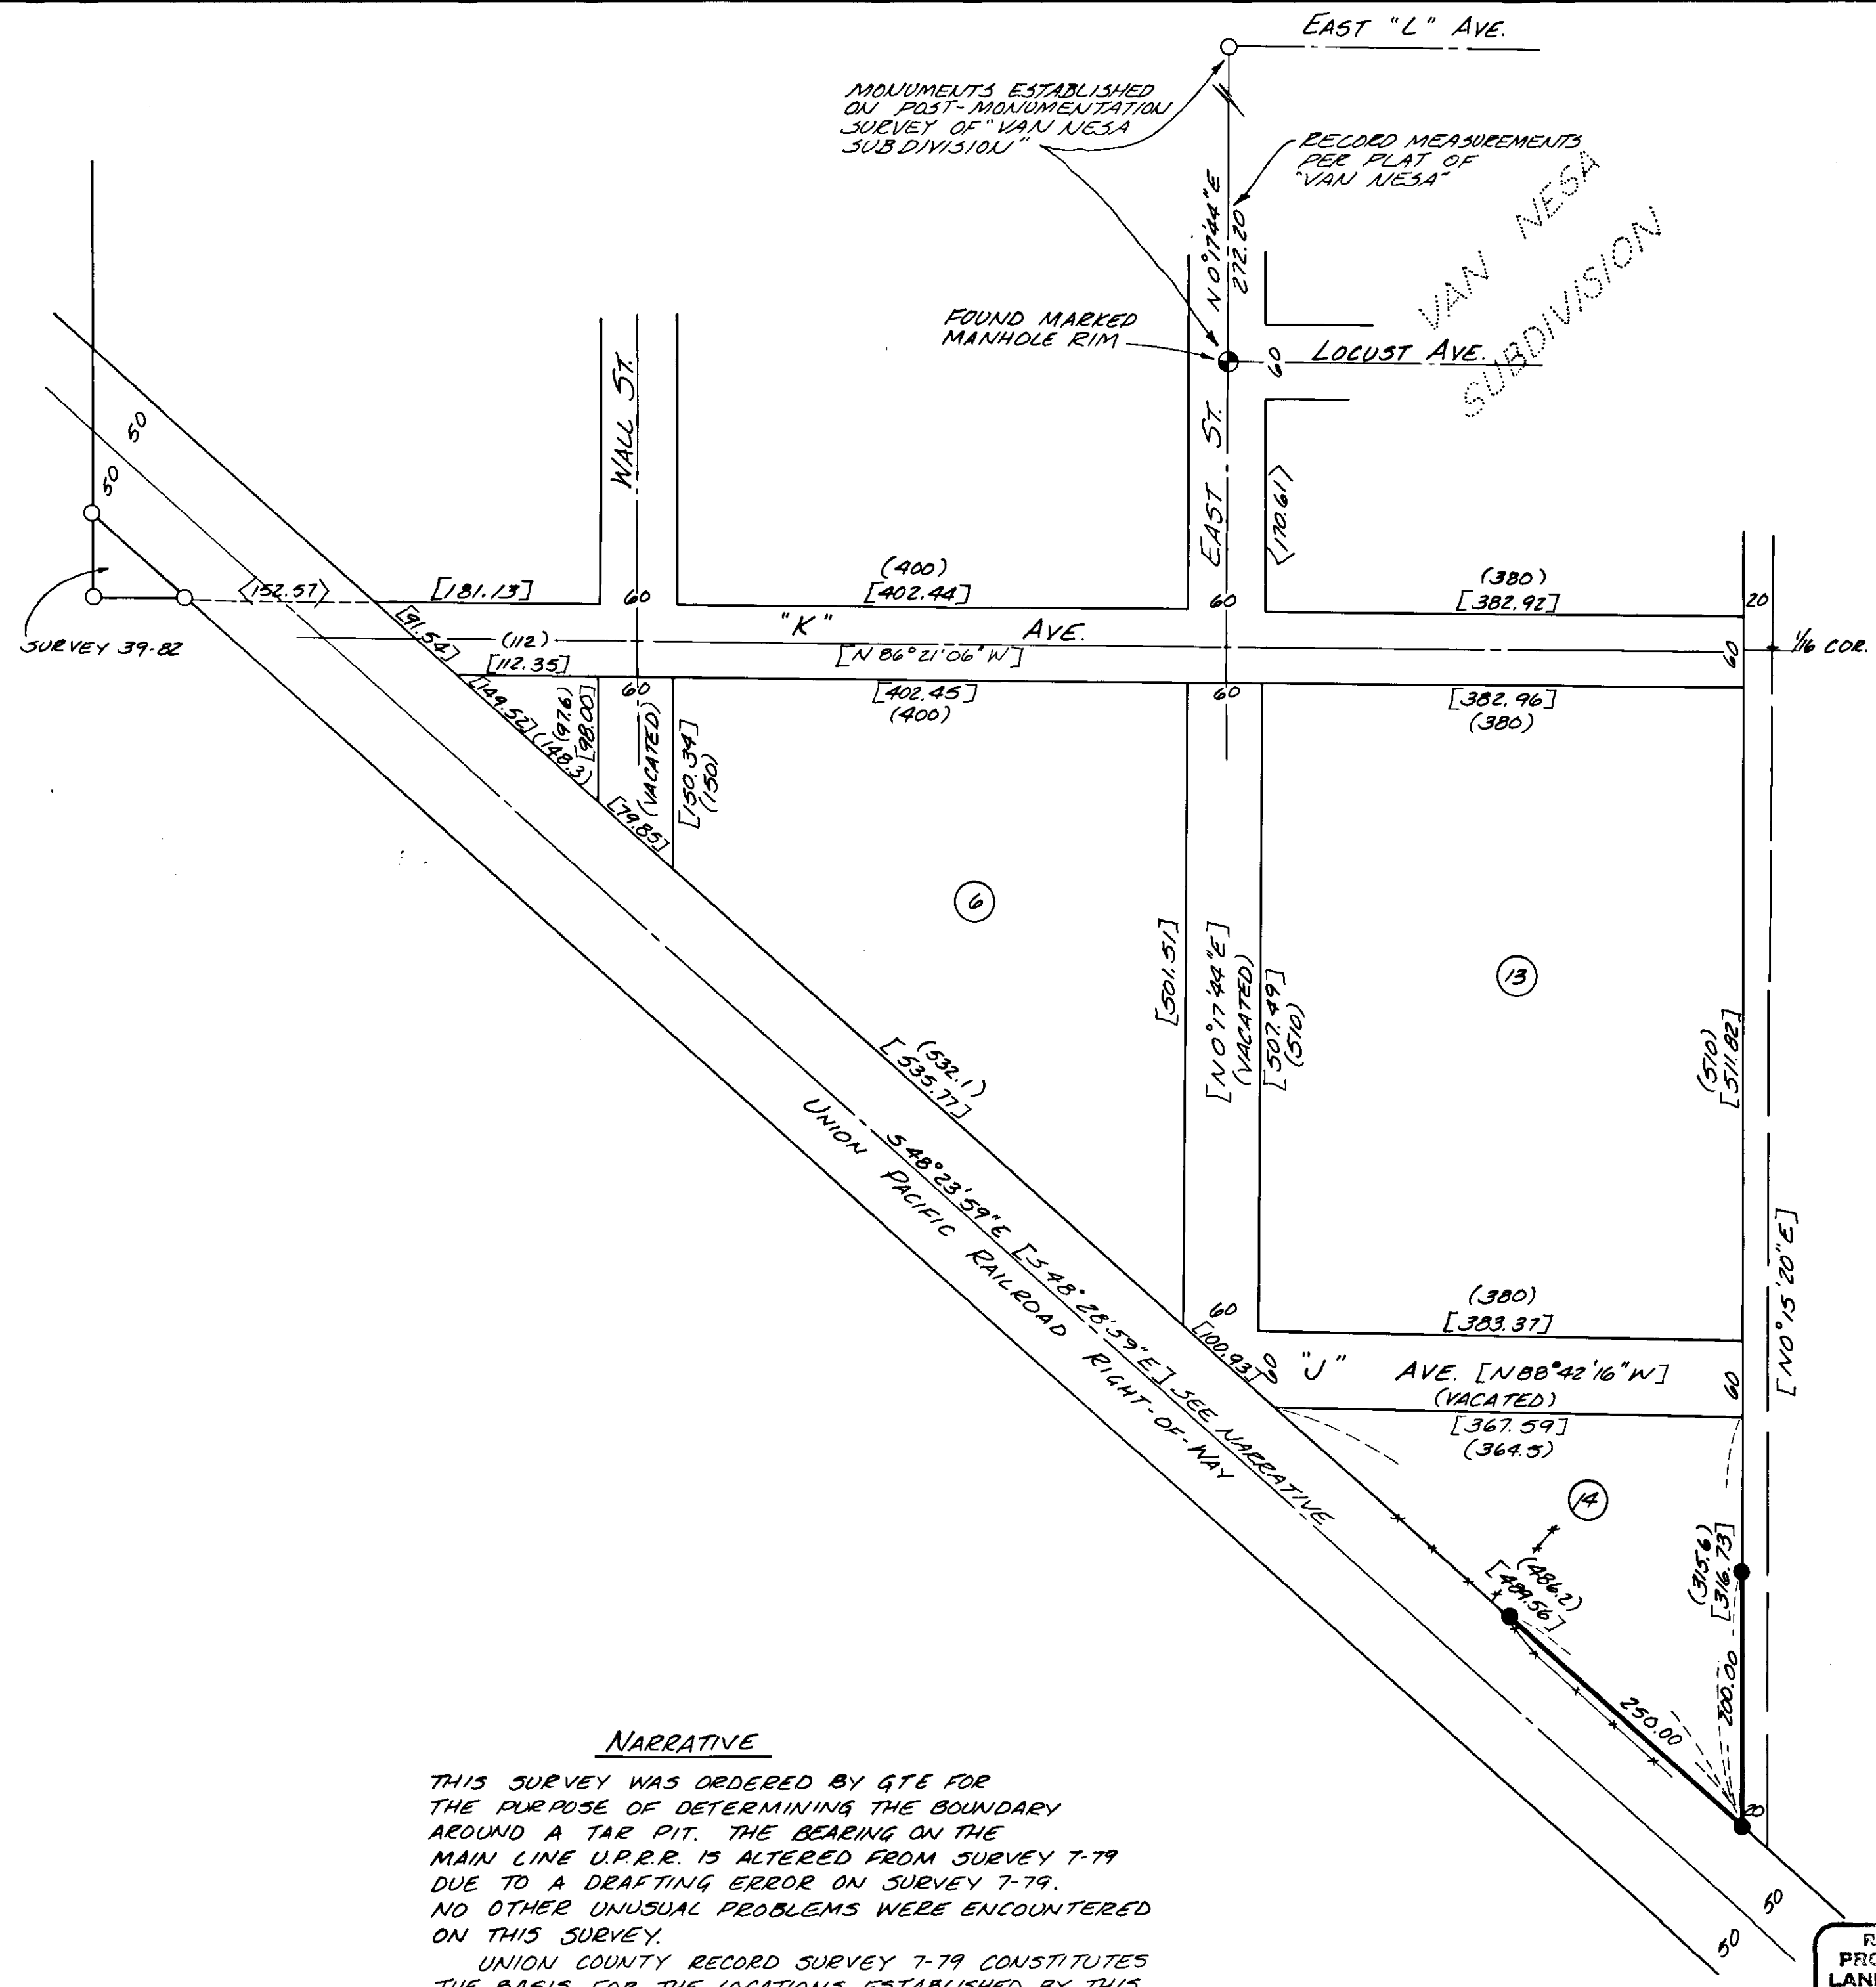 EAST "L" AVE.
MONUMENTS ESTABLISHED
ON POST-MONUMENTATION
SURVEY OF "VAN NESA
SUBDIVISION"
RECORD MEASUREMENTS
PER PLAT OF
"VAN NESA"
N 0°17'44"E
272.20
VAN NESA
SUBDIVISION
FOUND MARKED
MANHOLE RIM
60
LOCUST AVE.
50
50
WALL ST.
EAST ST.
<170.61>
<152.57>
[181.13]
60
(400)
[402.44]
60
(380)
[382.92]
20
SURVEY 39-82
[91.54]
(112)
[112.35]
"K" AVE.
[N 86°21'06"W]
60
1/16 COR.
60
[402.45]
(400)
60
[382.96]
(380)
[149.52]
(148.3)
(97.6)
[98.00]
(VACATED)
[150.34]
(150)
[79.85]
6
[501.51]
[N 0°17'44"E]
(VACATED)
[507.49]
(510)
13
(510)
[511.82]
(532.1)
[535.77]
S 48°23'59"E [S 48°28'59"E] SEE NARRATIVE
UNION PACIFIC RAILROAD RIGHT-OF-WAY
[N 0°15'20"E]
60
[100.93]
(380)
[383.37]
"J" AVE. [N 88°42'16"W]
(VACATED)
60
[367.59]
(364.5)
14
(486.2)
[489.56]
(315.6)
[316.73]
250.00
200.00
20
50
50
NARRATIVE
THIS SURVEY WAS ORDERED BY GTE FOR
THE PURPOSE OF DETERMINING THE BOUNDARY
AROUND A TAR PIT. THE BEARING ON THE
MAIN LINE U.P.R.R. IS ALTERED FROM SURVEY 7-79
DUE TO A DRAFTING ERROR ON SURVEY 7-79.
NO OTHER UNUSUAL PROBLEMS WERE ENCOUNTERED
ON THIS SURVEY.
UNION COUNTY RECORD SURVEY 7-79 CONSTITUTES
THE BASIS FOR THE LOCATIONS ESTABLISHED BY THIS